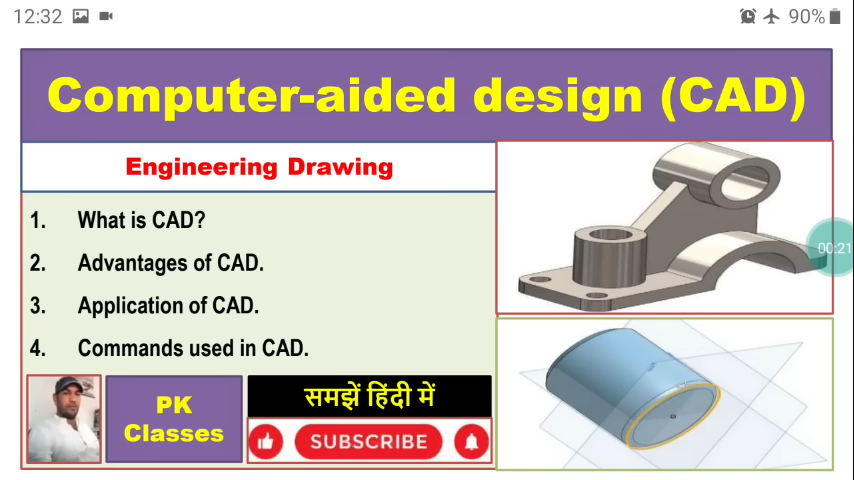 12:32
90%
Computer-aided design (CAD)
Engineering Drawing
1. What is CAD?
2. Advantages of CAD.
3. Application of CAD.
4. Commands used in CAD.
00:21
PK
Classes
समझें हिंदी में
SUBSCRIBE